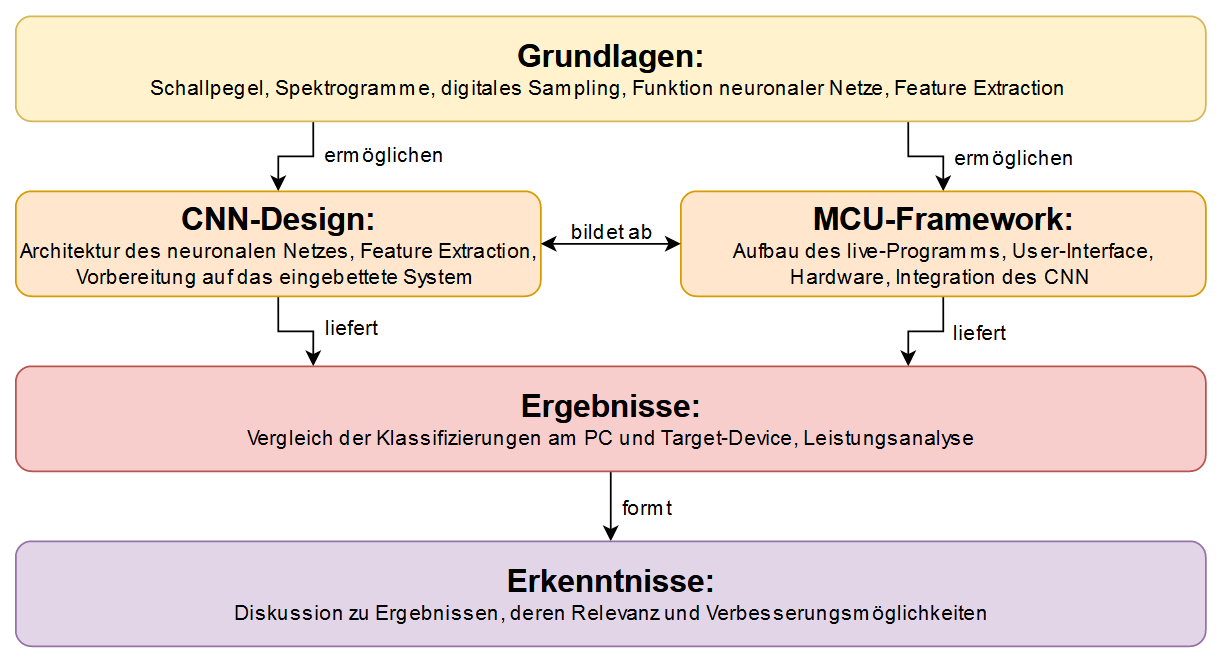 Grundlagen:
Schallpegel, Spektrogramme, digitales Sampling, Funktion neuronaler Netze, Feature Extraction
ermöglichen
ermöglichen
CNN-Design:
Architektur des neuronalen Netzes, Feature Extraction,
Vorbereitung auf das eingebettete System
bildet ab
MCU-Framework:
Aufbau des live-Programms, User-Interface,
Hardware, Integration des CNN
liefert
liefert
Ergebnisse:
Vergleich der Klassifizierungen am PC und Target-Device, Leistungsanalyse
formt
Erkenntnisse:
Diskussion zu Ergebnissen, deren Relevanz und Verbesserungsmöglichkeiten